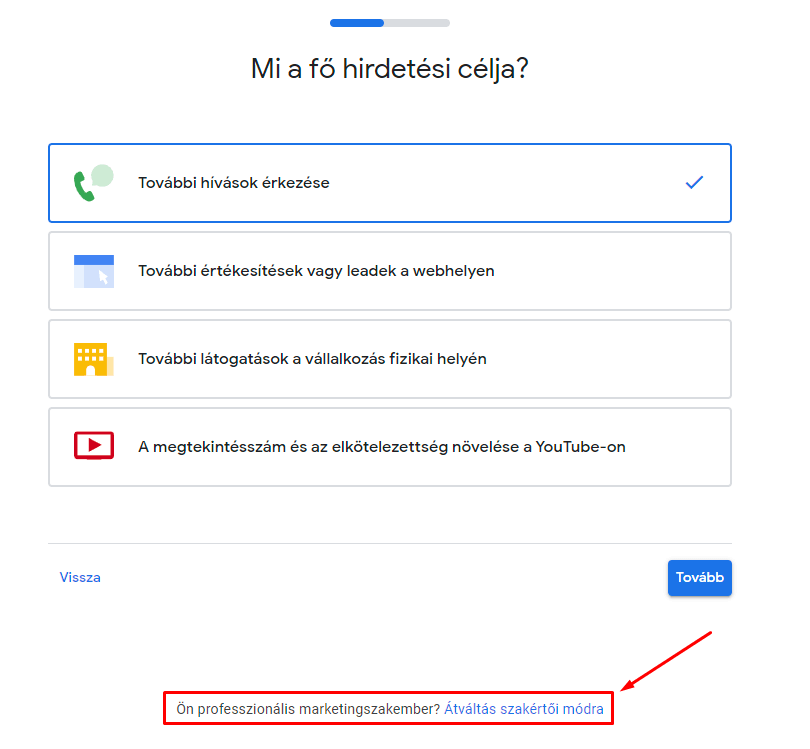 Mi a fő hirdetési célja?
További hívások érkezése
További értékesítések vagy leadek a webhelyen
További látogatások a vállalkozás fizikai helyén
A megtekintésszám és az elkötelezettség növelése a YouTube-on
Vissza
Tovább
Ön professzionális marketingszakember? Átváltás szakértői módra